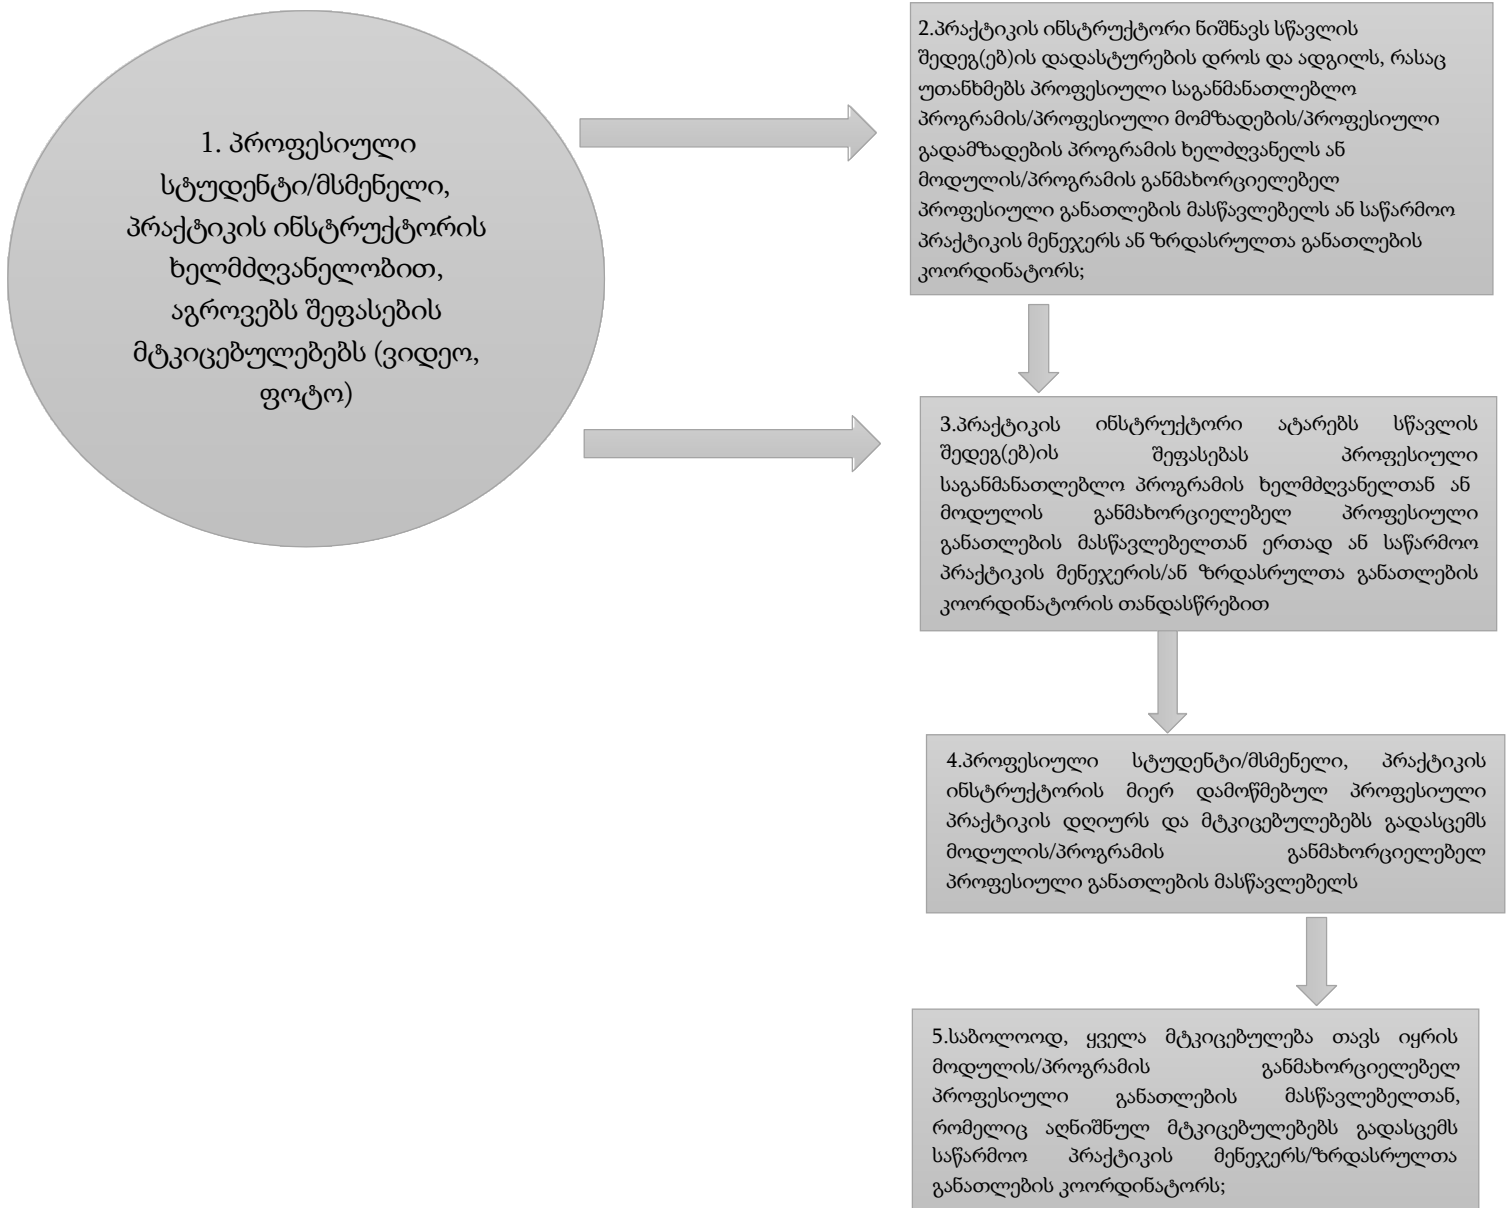 1. პროფესიული
სტუდენტი/მსმენელი,
პრაქტიკის ინსტრუქტორის
ხელმძღვანელობით,
აგროვებს შეფასების
მტკიცებულებებს (ვიდეო,
ფოტო)
2.პრაქტიკის ინსტრუქტორი ნიშნავს სწავლის
შედეგ(ებ)ის დადასტურების დროს და ადგილს, რასაც
უთანხმებს პროფესიული საგანმანათლებლო
პროგრამის/პროფესიული მომზადების/პროფესიული
გადამზადების პროგრამის ხელძღვანელს ან
მოდულის/პროგრამის განმახორციელებელ
პროფესიული განათლების მასწავლებელს ან საწარმოო
პრაქტიკის მენეჯერს ან ზრდასრულთა განათლების
კოორდინატორს;
3.პრაქტიკის ინსტრუქტორი ატარებს სწავლის
შედეგ(ებ)ის შეფასებას პროფესიული
საგანმანათლებლო პროგრამის ხელმძღვანელთან ან
მოდულის განმახორციელებელ პროფესიული
განათლების მასწავლებელთან ერთად ან საწარმოო
პრაქტიკის მენეჯერის/ან ზრდასრულთა განათლების
კოორდინატორის თანდასწრებით
4.პროფესიული სტუდენტი/მსმენელი, პრაქტიკის
ინსტრუქტორის მიერ დამოწმებულ პროფესიული
პრაქტიკის დღიურს და მტკიცებულებებს გადასცემს
მოდულის/პროგრამის განმახორციელებელ
პროფესიული განათლების მასწავლებელს
5.საბოლოოდ, ყველა მტკიცებულება თავს იყრის
მოდულის/პროგრამის განმახორციელებელ
პროფესიული განათლების მასწავლებელთან,
რომელიც აღნიშნულ მტკიცებულებებს გადასცემს
საწარმოო პრაქტიკის მენეჯერს/ზრდასრულთა
განათლების კოორდინატორს;